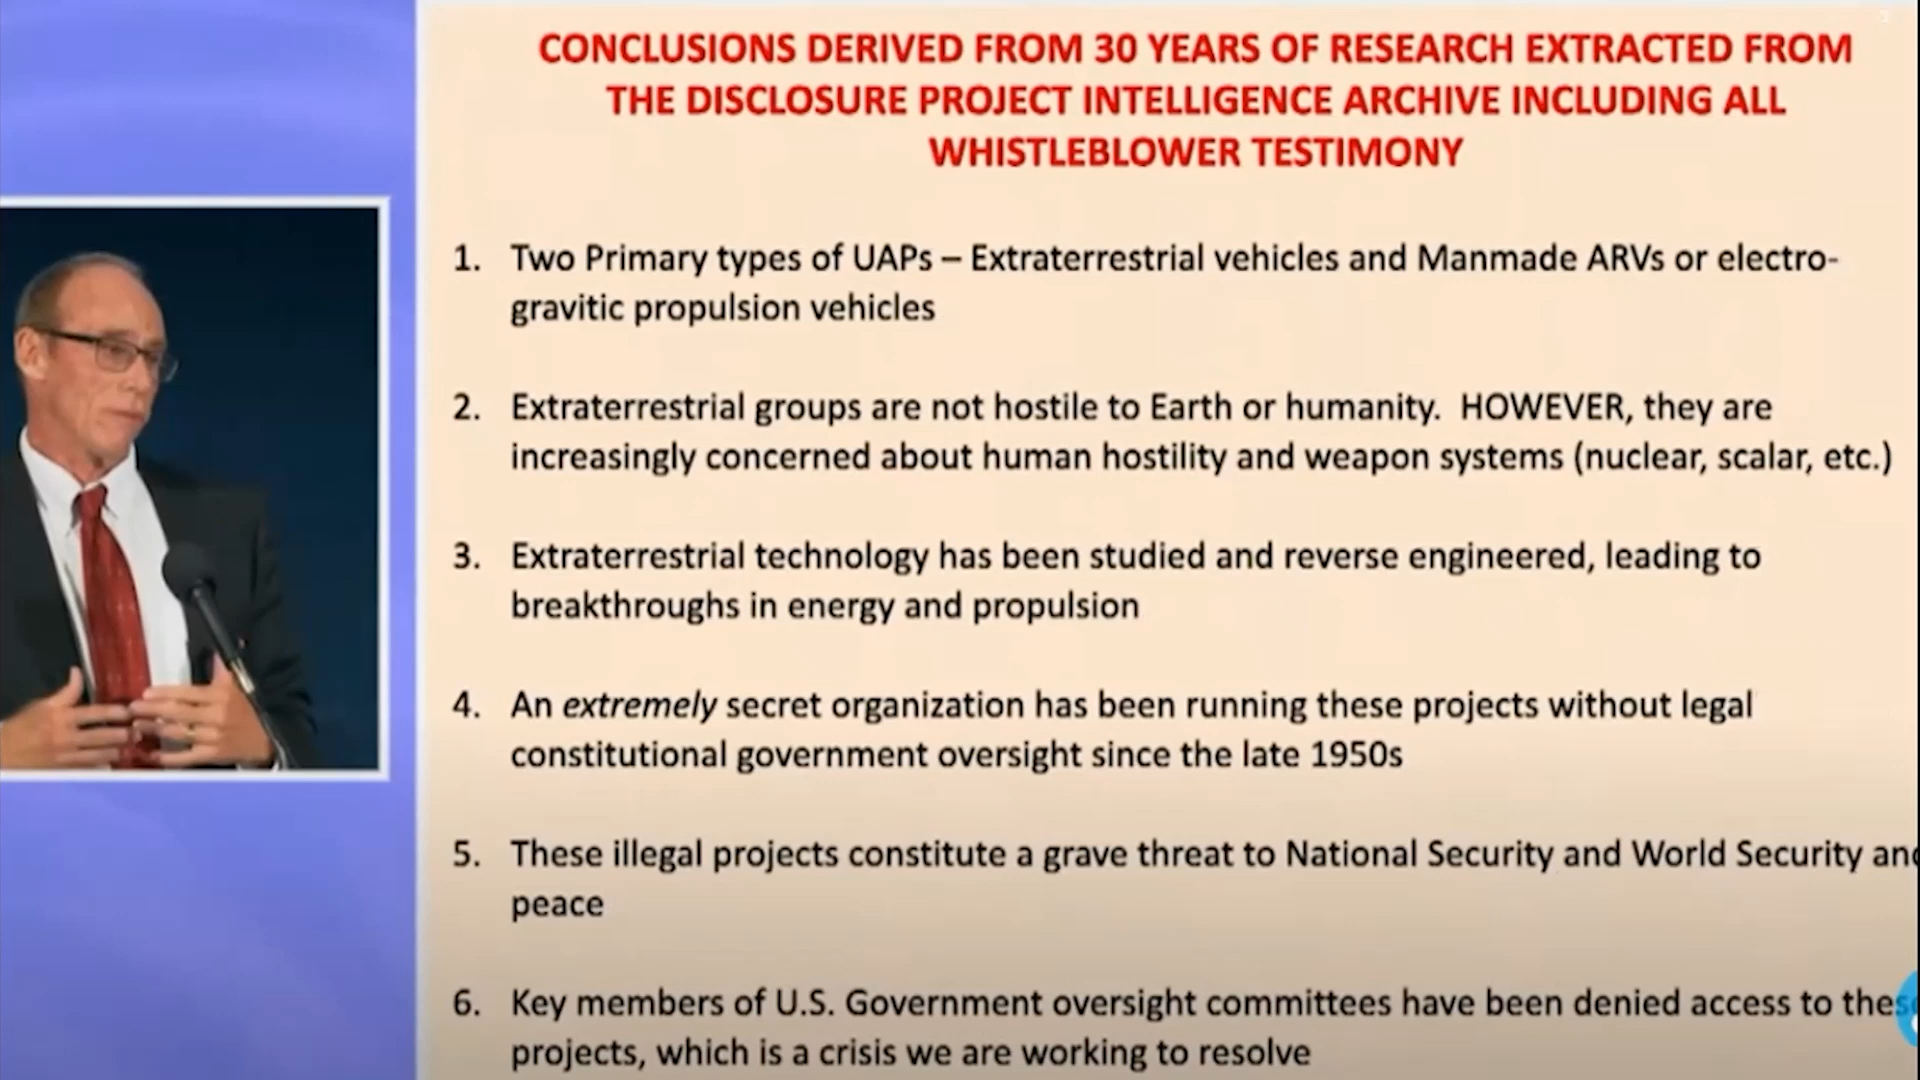 CONCLUSIONS DERIVED FROM 30 YEARS OF RESEARCH EXTRACTED FROM
THE DISCLOSURE PROJECT INTELLIGENCE ARCHIVE INCLUDING ALL
WHISTLEBLOWER TESTIMONY
1. Two Primary types of UAPs – Extraterrestrial vehicles and Manmade ARVs or electro-
gravitic propulsion vehicles
2. Extraterrestrial groups are not hostile to Earth or humanity. HOWEVER, they are
increasingly concerned about human hostility and weapon systems (nuclear, scalar, etc.)
3. Extraterrestrial technology has been studied and reverse engineered, leading to
breakthroughs in energy and propulsion
4. An extremely secret organization has been running these projects without legal
constitutional government oversight since the late 1950s
5. These illegal projects constitute a grave threat to National Security and World Security and
peace
6. Key members of U.S. Government oversight committees have been denied access to these
projects, which is a crisis we are working to resolve